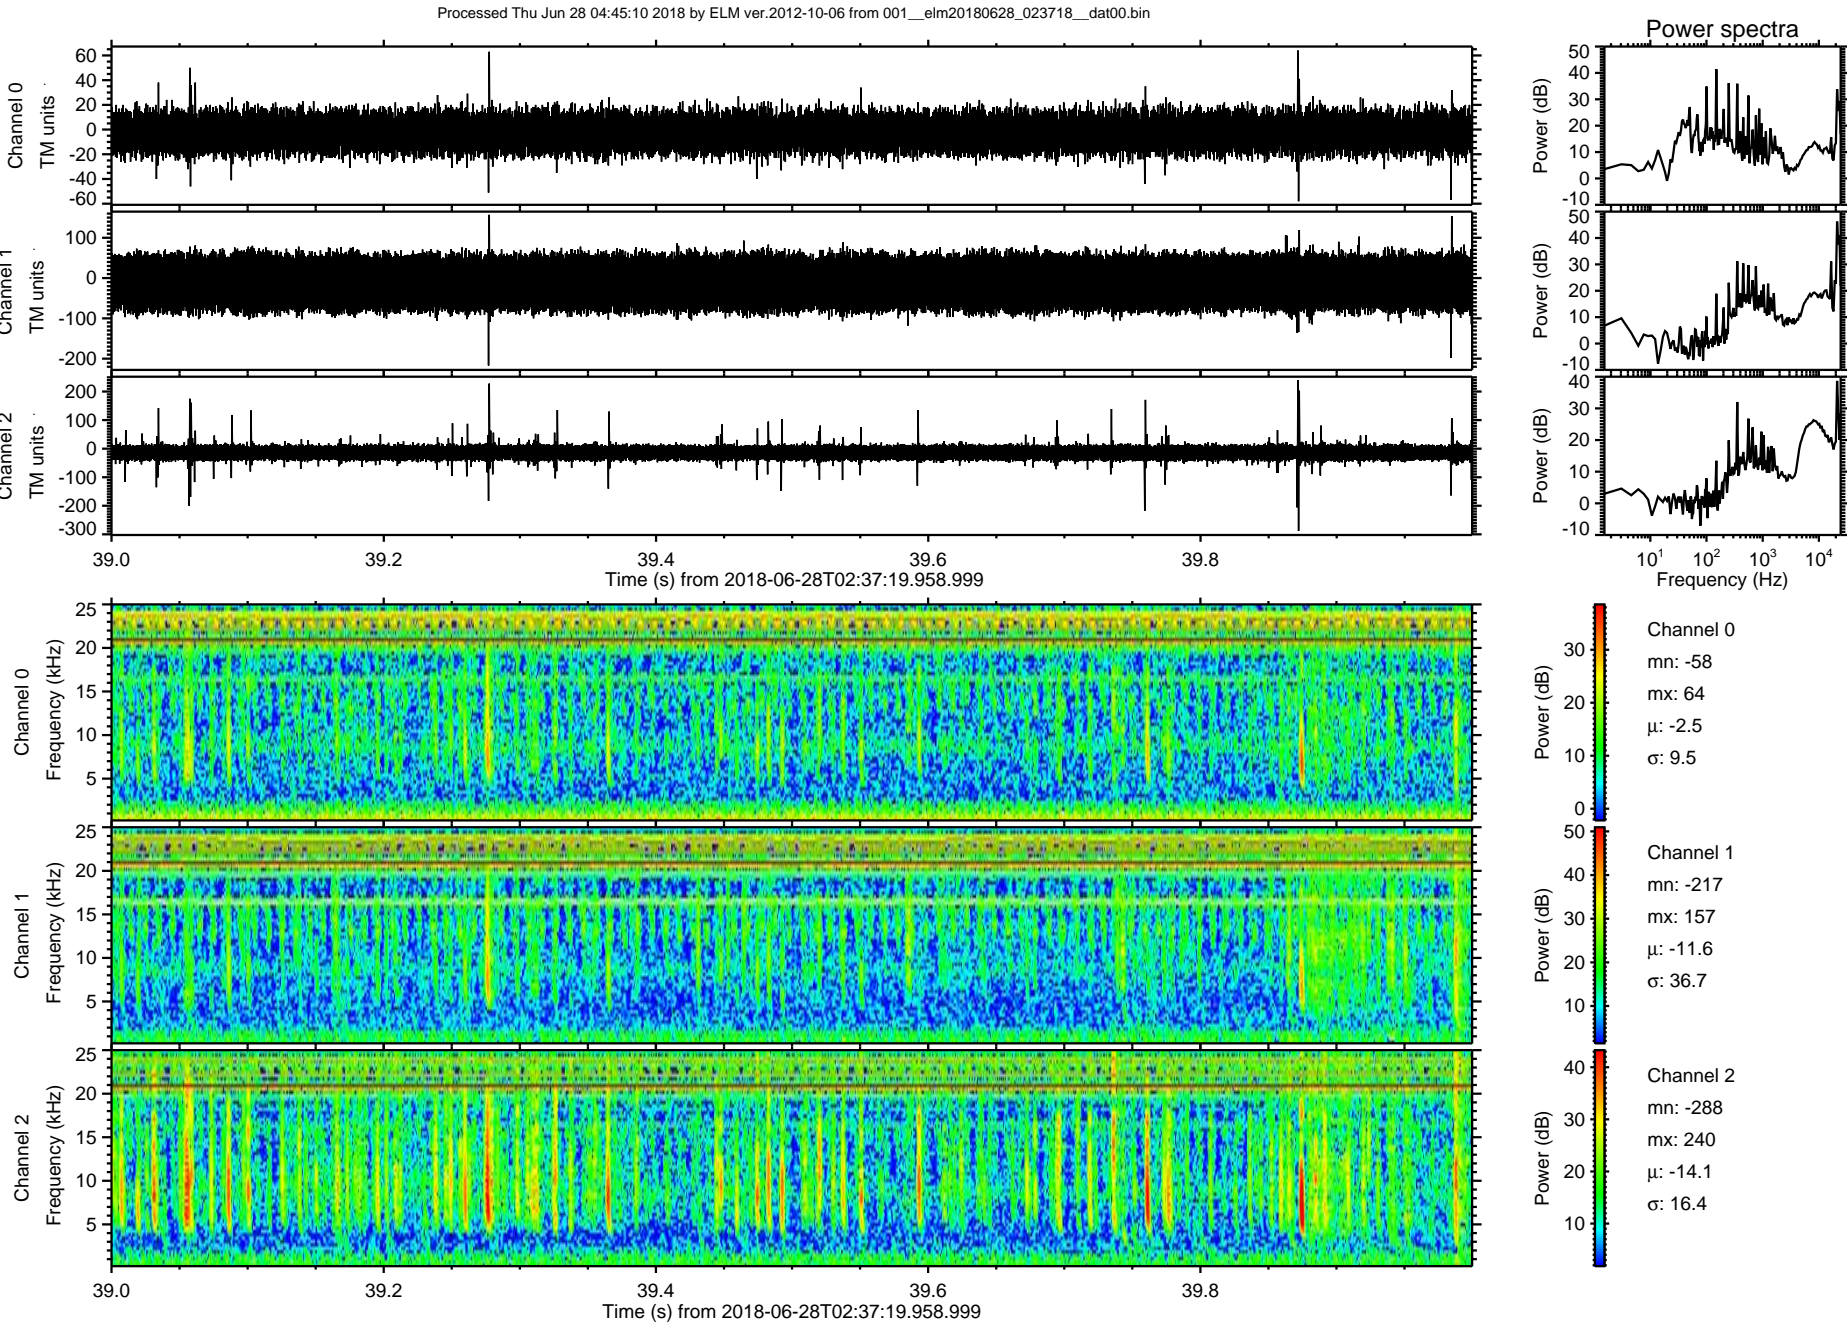 Processed Thu Jun 28 04:45:10 2018 by ELM ver.2012-10-06 from 001__elm20180628_023718__dat00.bin
Power spectra
Channel 0
TM units
60
40
20
0
-20
-40
-60
Power (dB)
50
40
30
20
10
0
-10
Channel 1
TM units
100
0
-100
-200
Power (dB)
50
40
30
20
10
0
-10
Channel 2
TM units
200
100
0
-100
-200
-300
Power (dB)
40
30
20
10
0
-10
39.0 39.2 39.4 39.6 39.8
Time (s) from 2018-06-28T02:37:19.958.999
10¹ 10² 10³ 10⁴
Frequency (Hz)
Channel 0
Frequency (kHz)
25
20
15
10
5
Power (dB)
30
20
10
0
Channel 0
mn: -58
mx: 64
μ: -2.5
σ: 9.5
Channel 1
Frequency (kHz)
25
20
15
10
5
Power (dB)
50
40
30
20
10
Channel 1
mn: -217
mx: 157
μ: -11.6
σ: 36.7
Channel 2
Frequency (kHz)
25
20
15
10
5
Power (dB)
40
30
20
10
Channel 2
mn: -288
mx: 240
μ: -14.1
σ: 16.4
39.0 39.2 39.4 39.6 39.8
Time (s) from 2018-06-28T02:37:19.958.999